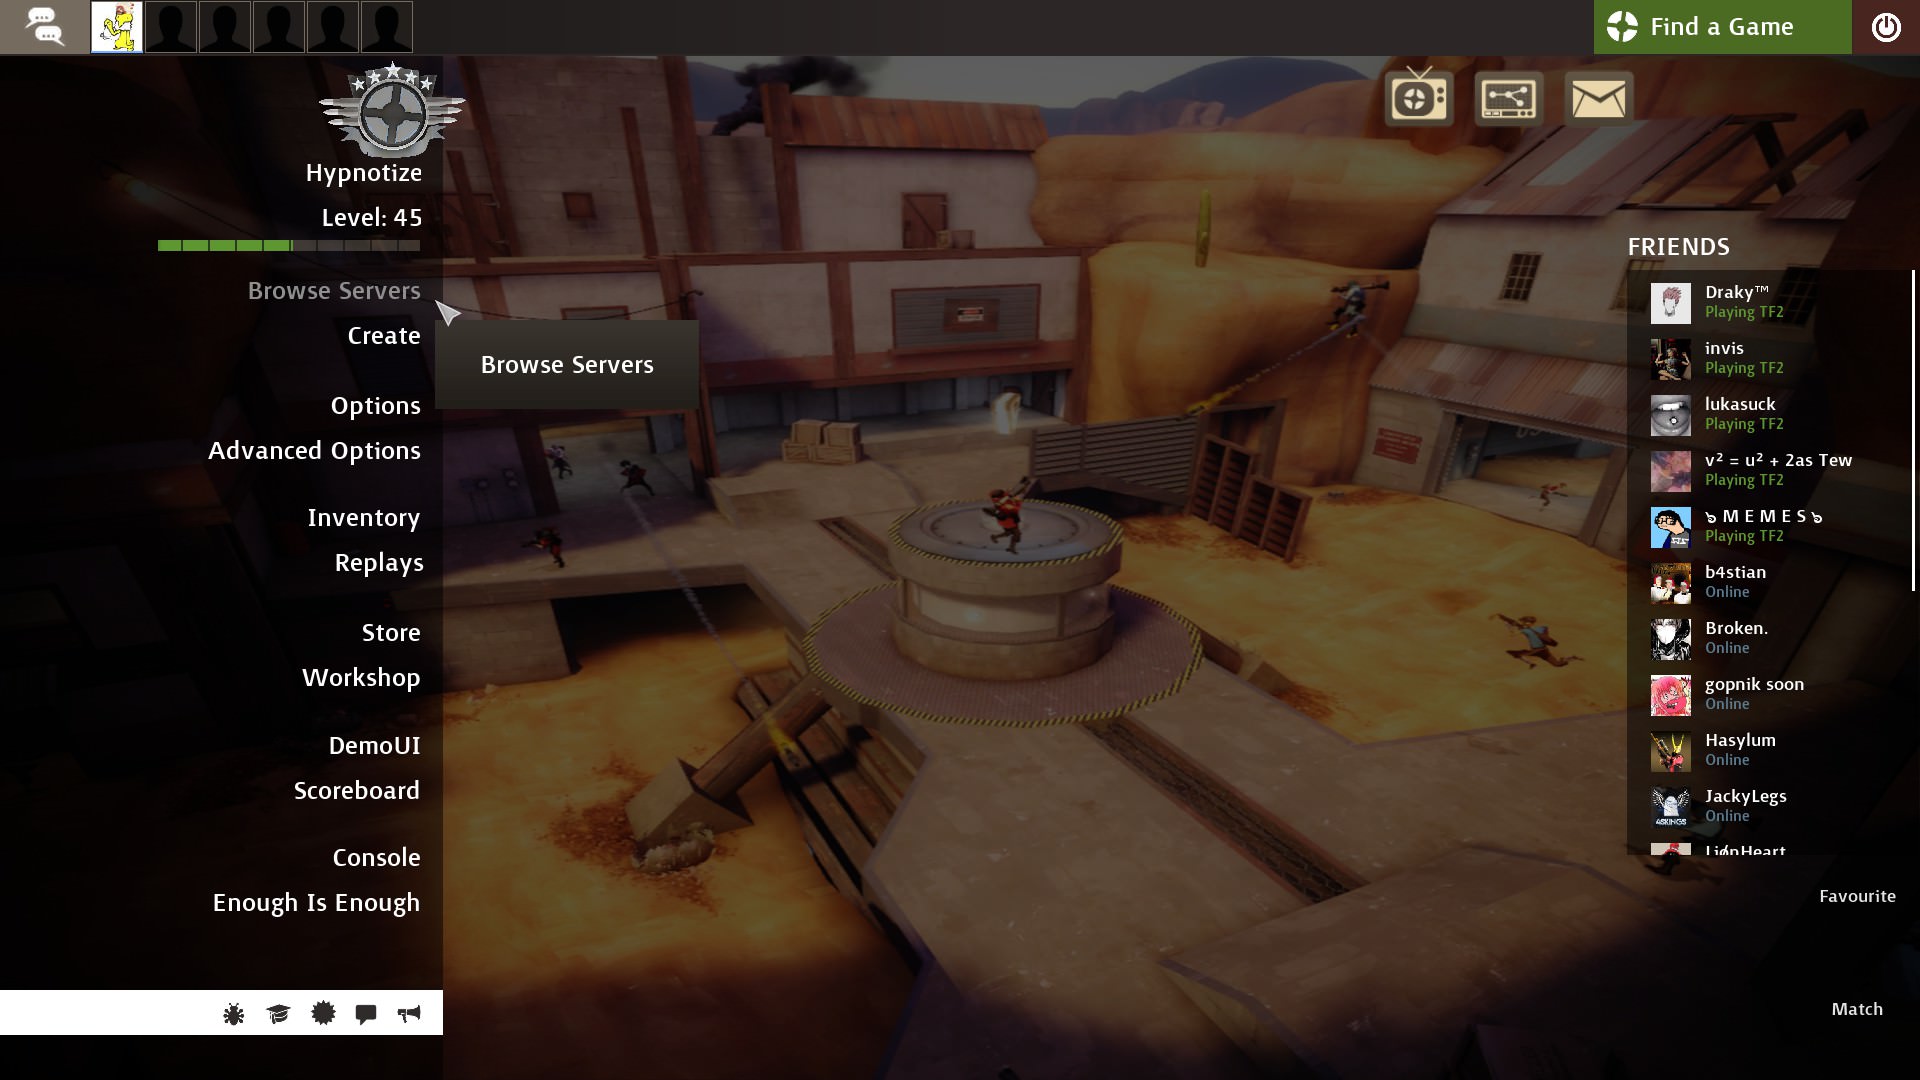 Find a Game
Hypnotize
Level: 45
Browse Servers
Create
Browse Servers
Options
Advanced Options
Inventory
Replays
Store
Workshop
DemoUI
Scoreboard
Console
Enough Is Enough
FRIENDS
Draky™
Playing TF2
invis
Playing TF2
lukasuck
Playing TF2
v² = u² + 2as Tew
Playing TF2
ঌ M E M E S ঌ
Playing TF2
b4stian
Online
Broken.
Online
gopnik soon
Online
Hasylum
Online
JackyLegs
Online
LiønHeart
Favourite
Match